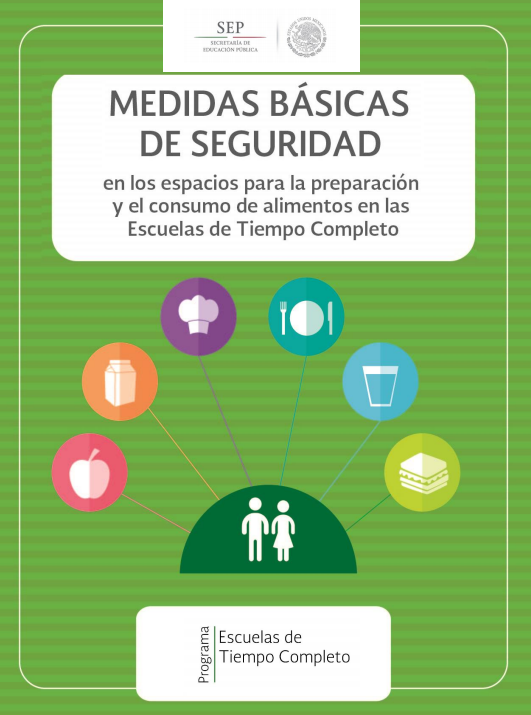 SEP
SECRETARÍA DE
EDUCACIÓN PÚBLICA
MEDIDAS BÁSICAS
DE SEGURIDAD
en los espacios para la preparación
y el consumo de alimentos en las
Escuelas de Tiempo Completo
Programa
Escuelas de
Tiempo Completo